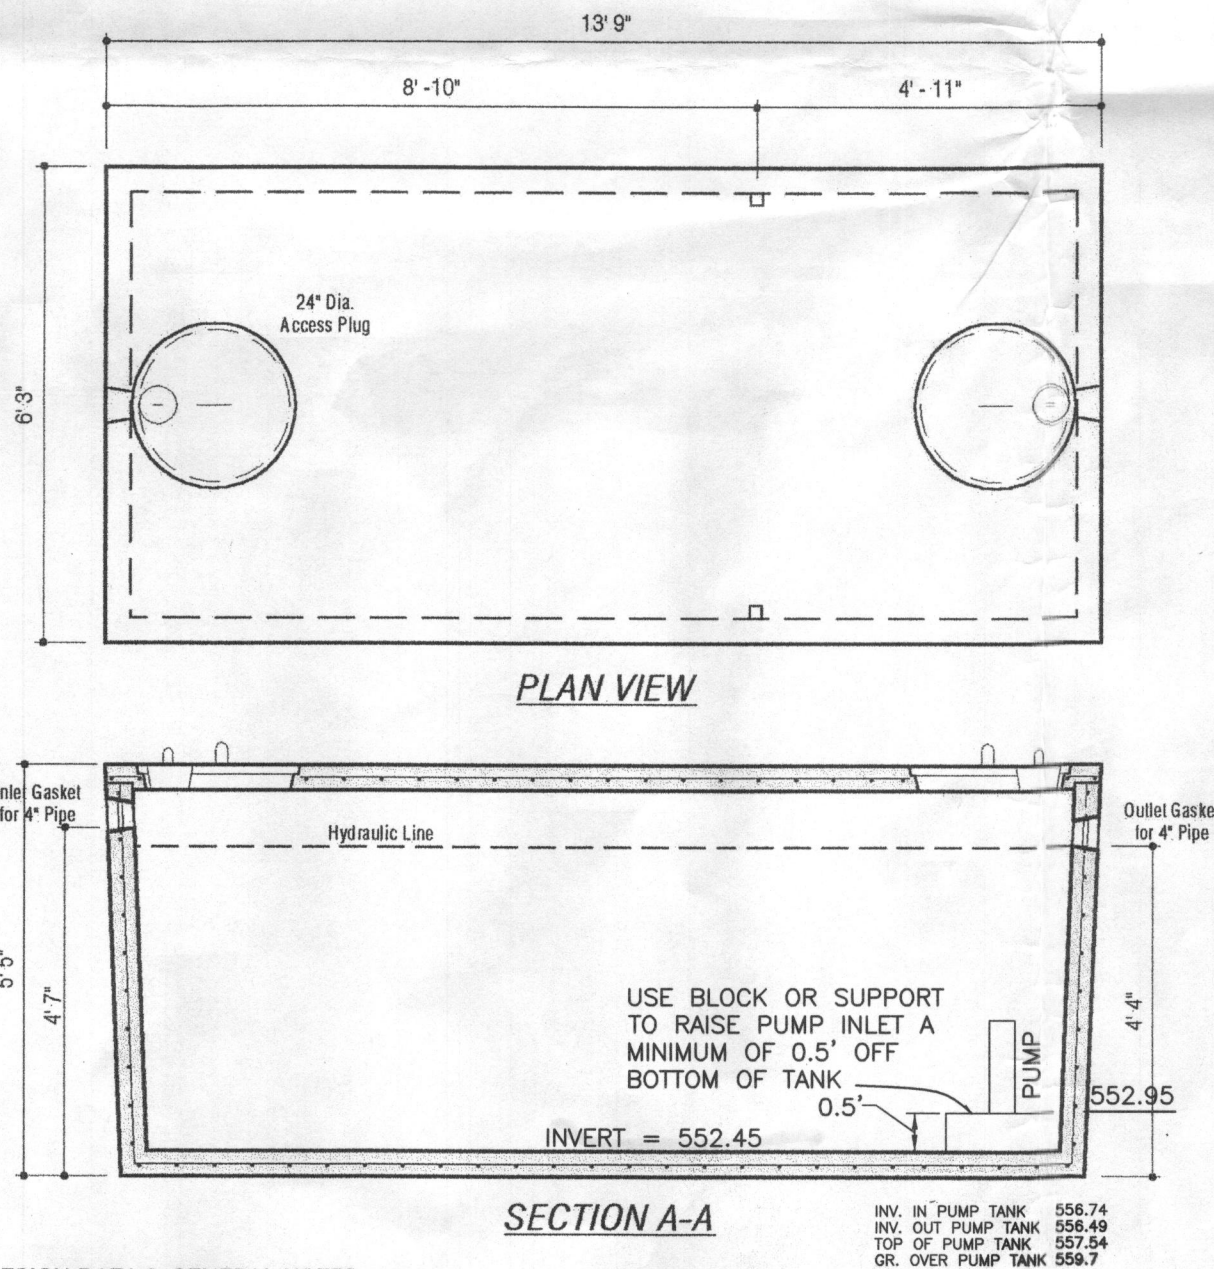 13' 9"
8' -10"
4' - 11"
24" Dia.
Access Plug
6' 3"
PLAN VIEW
nlet Gasket
for 4" Pipe
Hydraulic Line
Outlet Gaske
for 4" Pipe
5' 5"
4' 7"
4' 4"
USE BLOCK OR SUPPORT
TO RAISE PUMP INLET A
MINIMUM OF 0.5' OFF
BOTTOM OF TANK
0.5'
PUMP
552.95
INVERT = 552.45
SECTION A-A
INV. IN PUMP TANK 556.74
INV. OUT PUMP TANK 556.49
TOP OF PUMP TANK 557.54
GR. OVER PUMP TANK 559.7